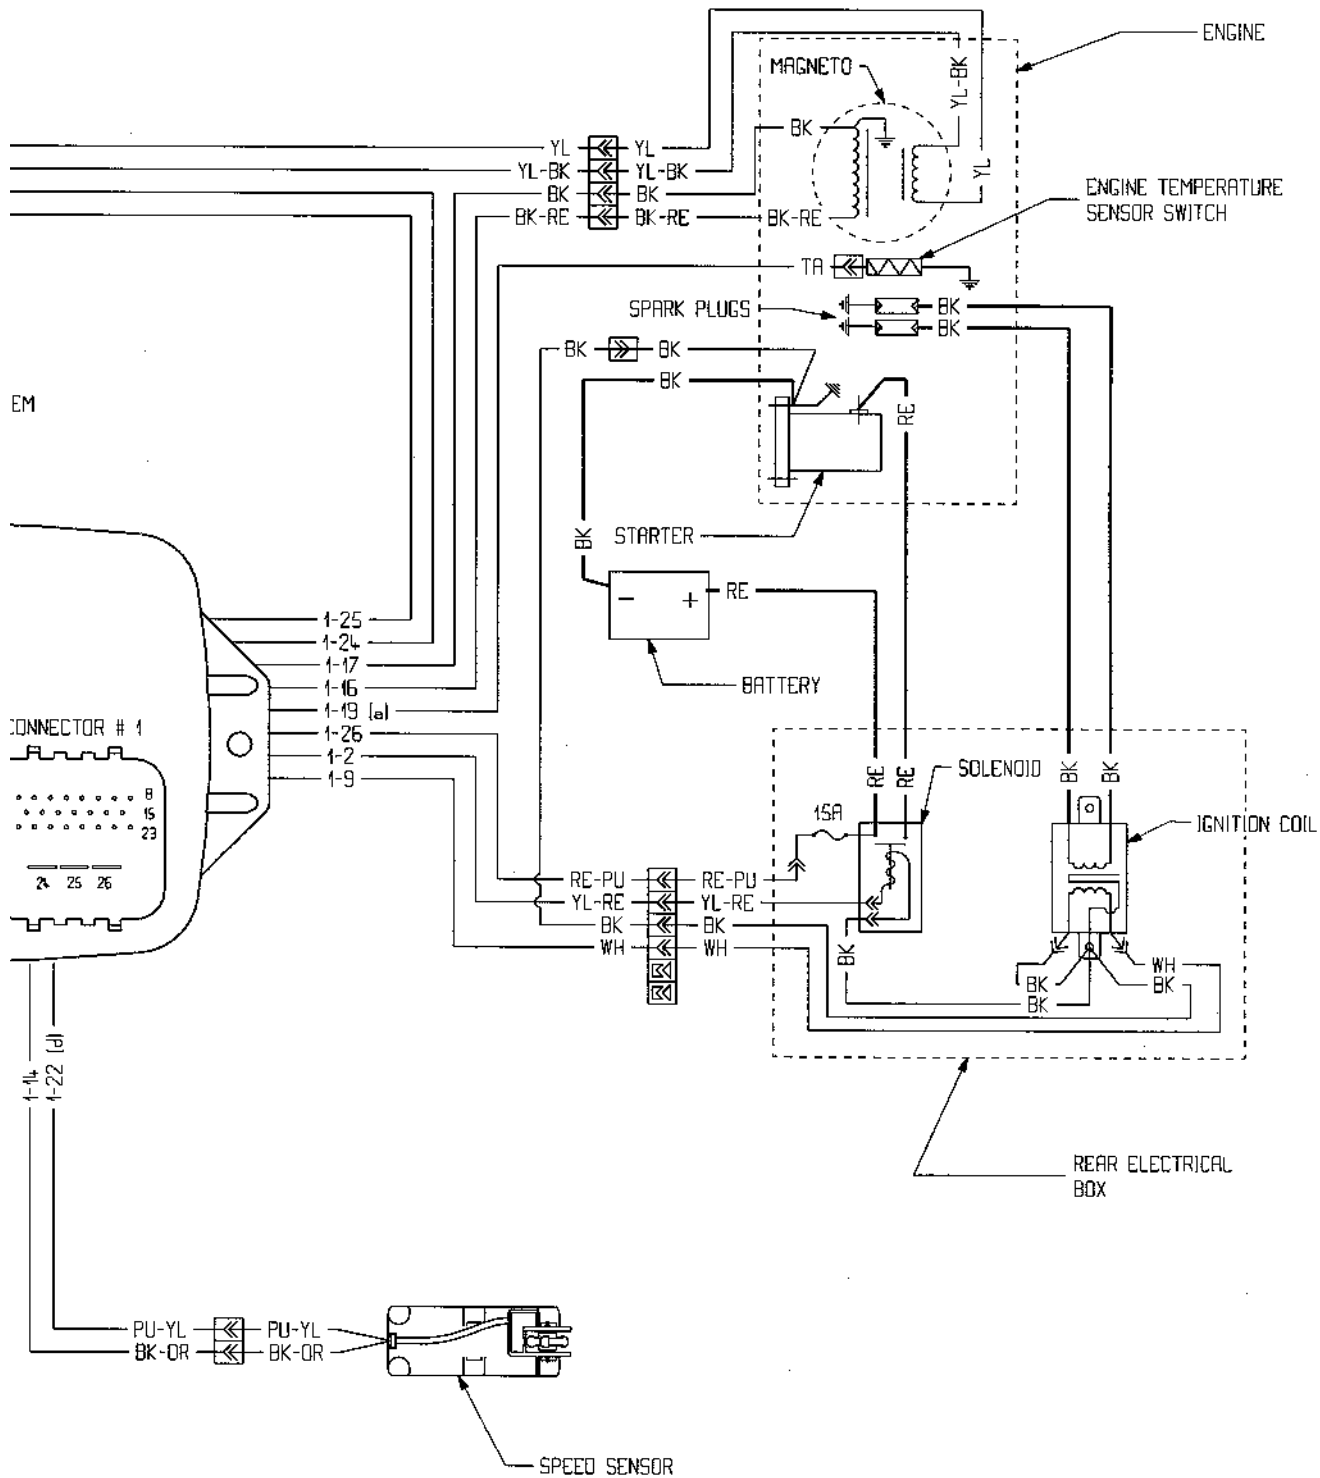 ENGINE
MAGNETO
YL-BK
YL
BK
YL
YL
YL-BK
YL-BK
BK
BK
BK-RE
BK-RE
BK-RE
ENGINE TEMPERATURE
SENSOR SWITCH
TA
SPARK PLUGS
BK
BK
BK
BK
BK
RE
EM
BK
STARTER
-
+
RE
BATTERY
1-25
1-24
1-17
1-16
1-19 (a)
1-26
1-2
1-9
CONNECTOR # 1
8
15
23
24 25 26
RE
RE
SOLENOID
BK
BK
15A
IGNITION COIL
RE-PU
RE-PU
YL-RE
YL-RE
BK
BK
WH
WH
BK
BK
BK
WH
BK
1-14
1-22 (d)
REAR ELECTRICAL
BOX
PU-YL
PU-YL
BK-OR
BK-OR
SPEED SENSOR